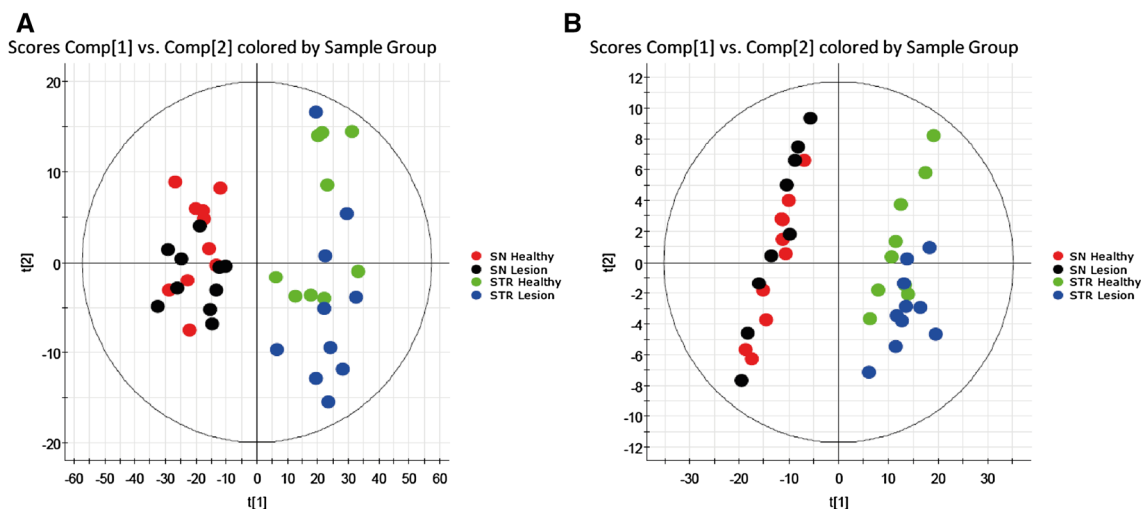 A
Scores Comp[1] vs. Comp[2] colored by Sample Group
20
10
0
-10
-20
t[2]
-60 -50 -40 -30 -20 -10 0 10 20 30 40 50 60
t[1]
SN Healthy
SN Lesion
STR Healthy
STR Lesion
B
Scores Comp[1] vs. Comp[2] colored by Sample Group
12
10
8
6
4
2
0
-2
-4
-6
-8
-10
-12
t[2]
-30 -20 -10 0 10 20 30
t[1]
SN Healthy
SN Lesion
STR Healthy
STR Lesion